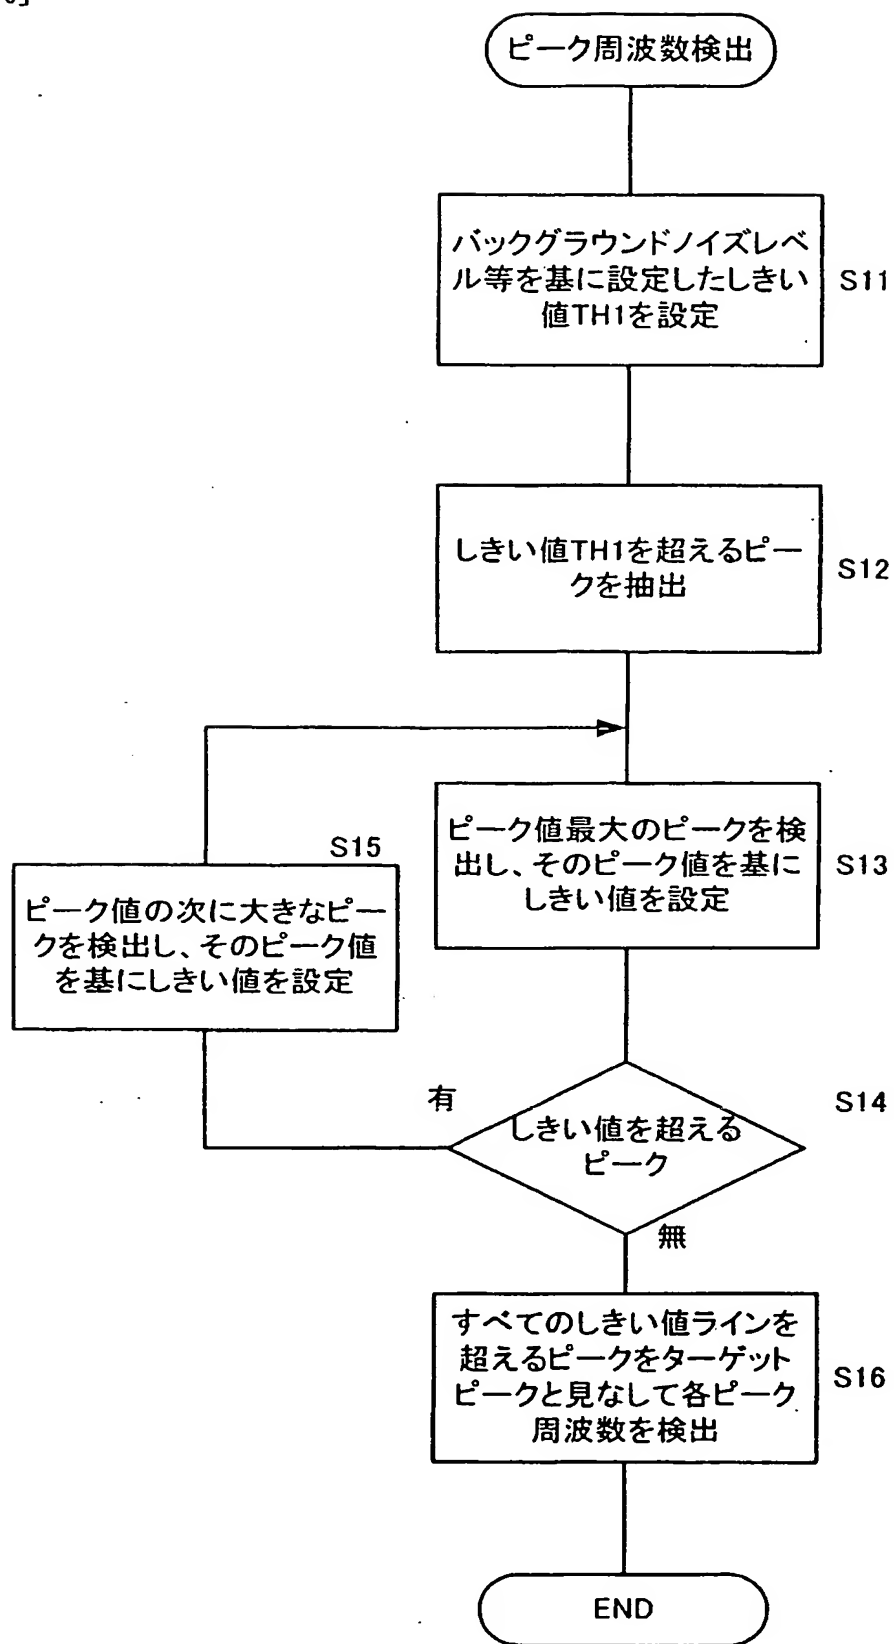 ピーク周波数検出
バックグラウンドノイズレベ
ル等を基に設定したしきい
値TH1を設定
S11
しきい値TH1を超えるピー
クを抽出
S12
ピーク値最大のピークを検
出し、そのピーク値を基に
しきい値を設定
S13
S15
ピーク値の次に大きなピー
クを検出し、そのピーク値
を基にしきい値を設定
有
しきい値を超える
ピーク
S14
無
すべてのしきい値ラインを
超えるピークをターゲット
ピークと見なして各ピーク
周波数を検出
S16
END